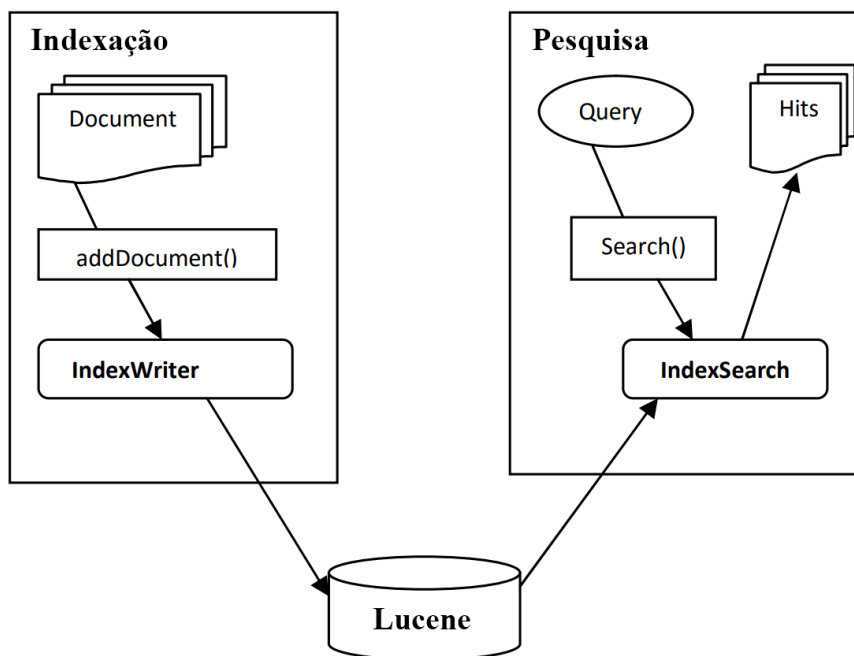 Indexação
Document
addDocument()
IndexWriter
Pesquisa
Query
Hits
Search()
IndexSearch
Lucene